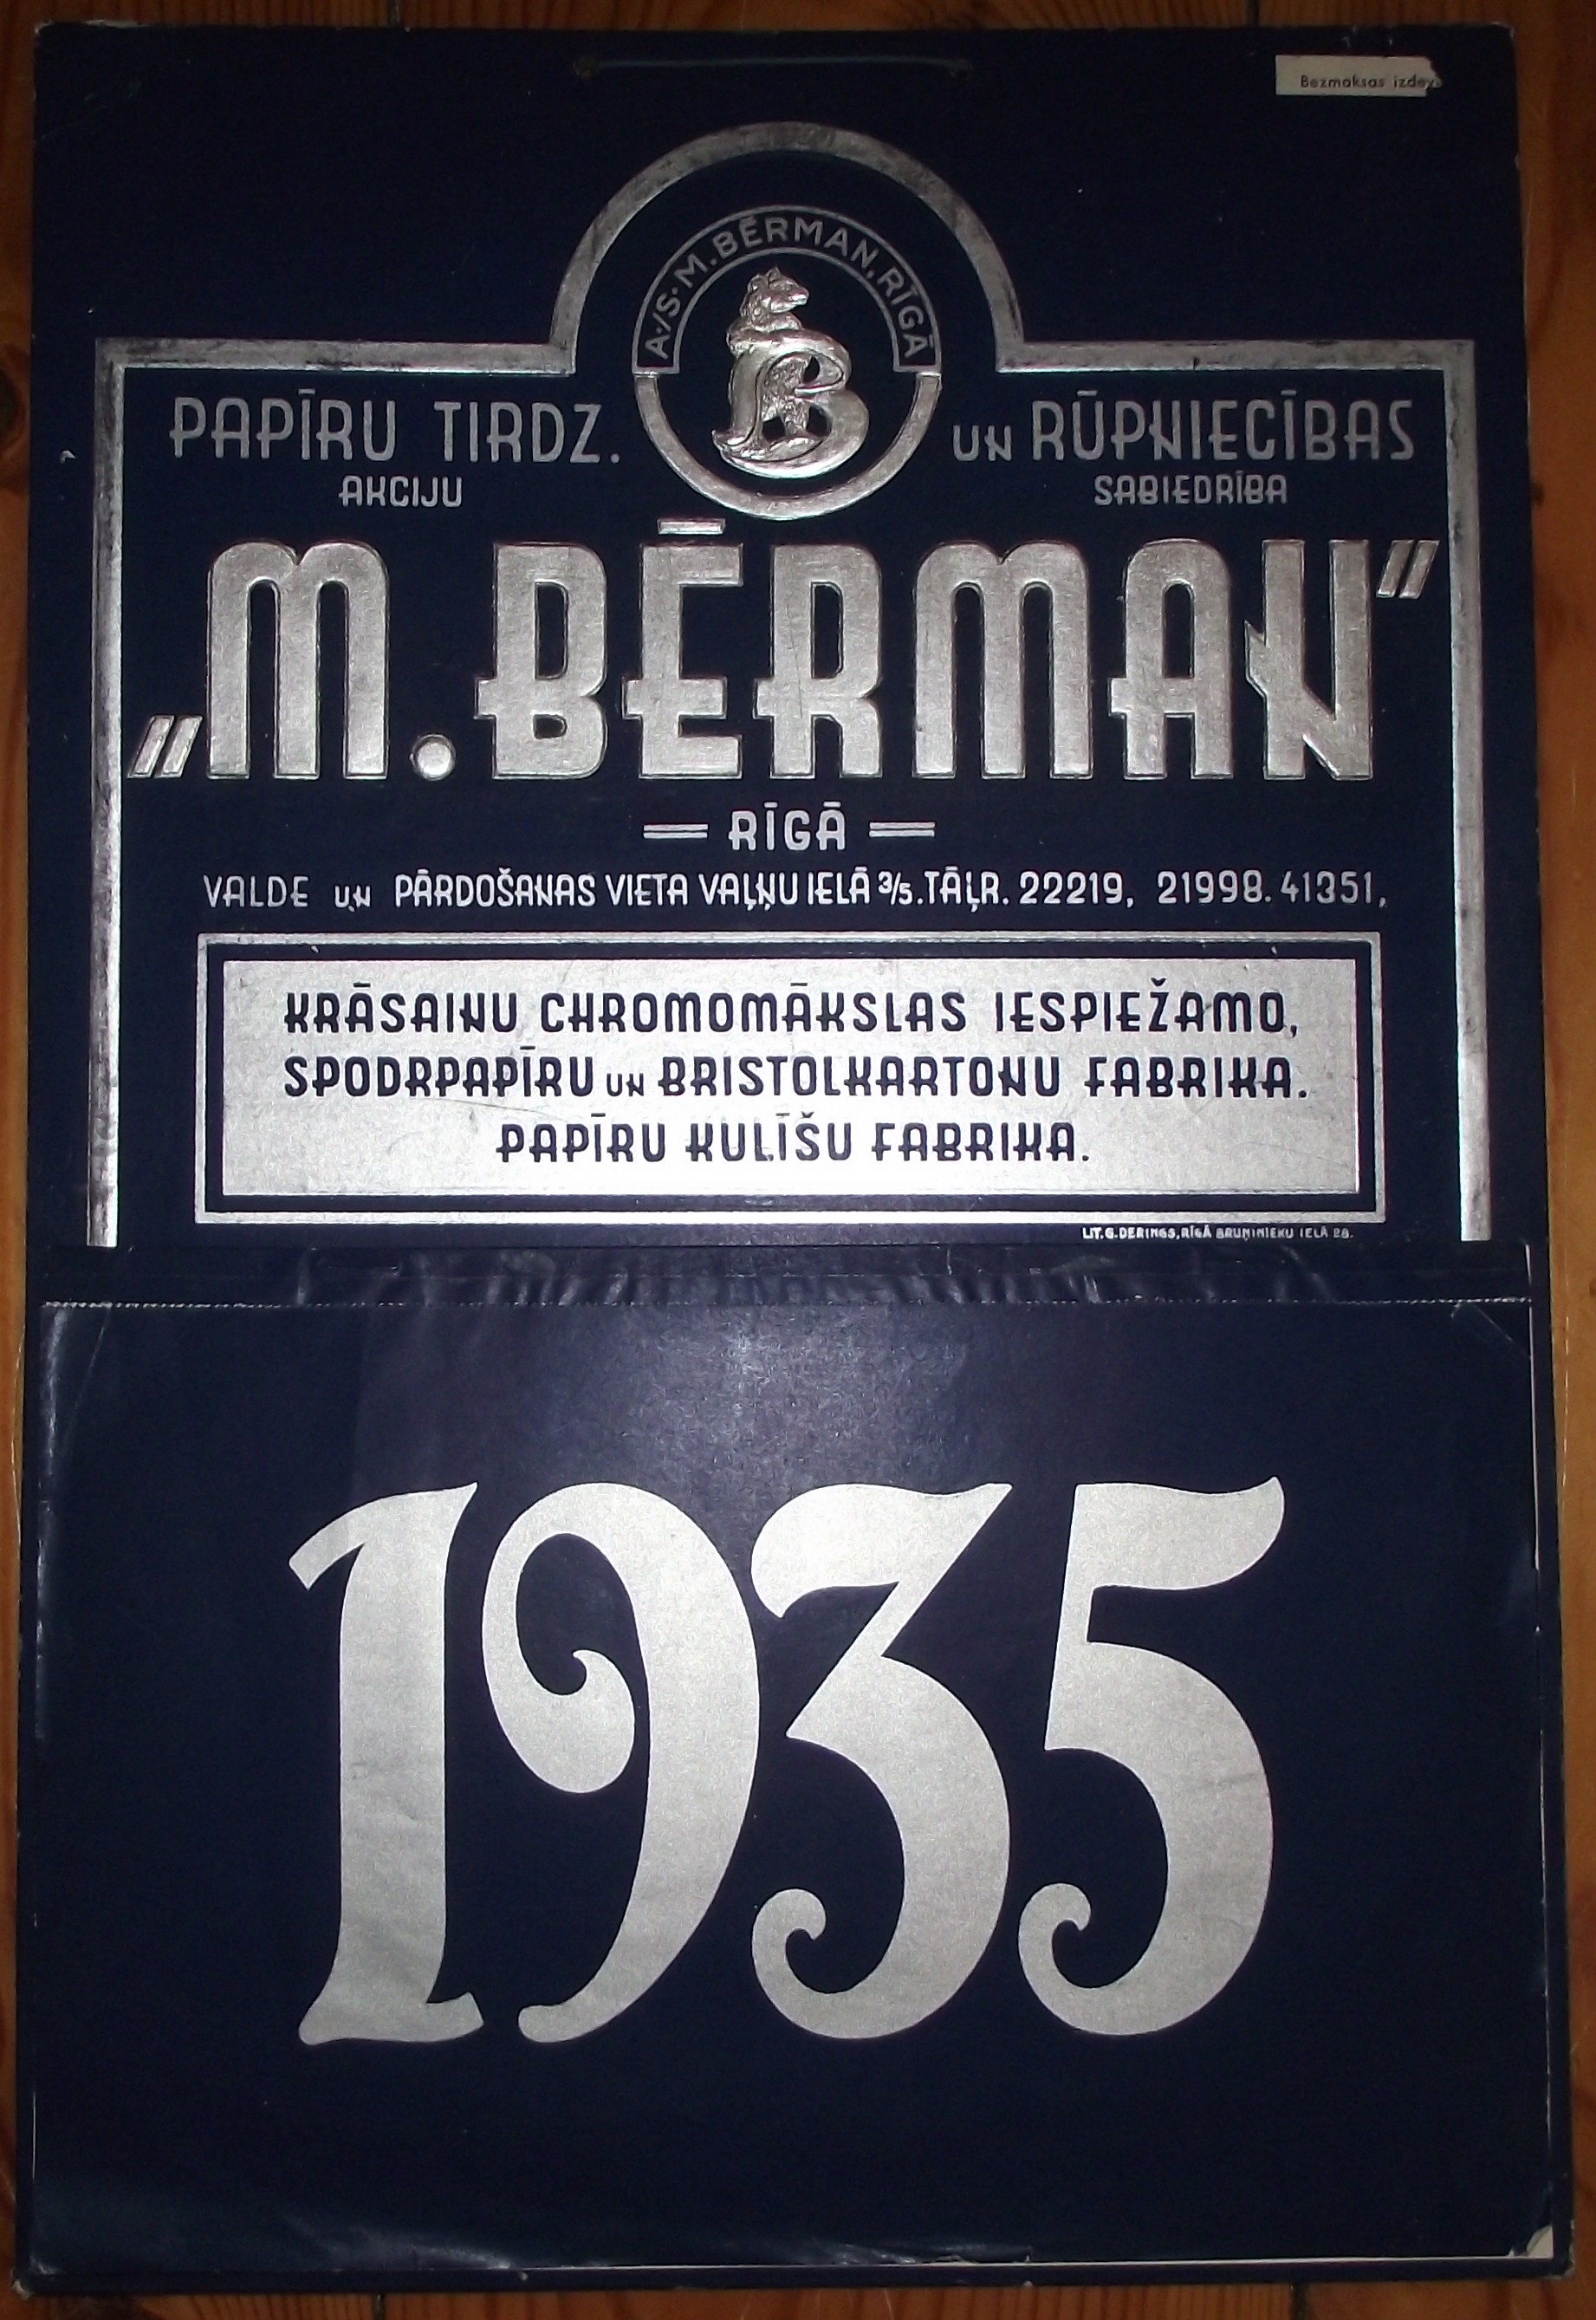 Bezmaksas izdev
A./S. M. BĒRMAN, RĪGĀ
B
PAPĪRU TIRDZ. UN RŪPNIECĪBAS
AKCIJU SABIEDRĪBA
„M. BĒRMAN”
— RĪGĀ —
VALDE UN PĀRDOŠANAS VIETA VAĻŅU IELĀ 3/5. TĀĻR. 22219, 21998. 41351,
KRĀSAIŅU CHROMOMĀKSLAS IESPIEŽAMO,
SPODRPAPĪRU UN BRISTOLKARTONU FABRIKA.
PAPĪRU KULĪŠU FABRIKA.
LIT. G. DERINGS, RĪGĀ BRUŅINIEKU IELĀ 28.
1935